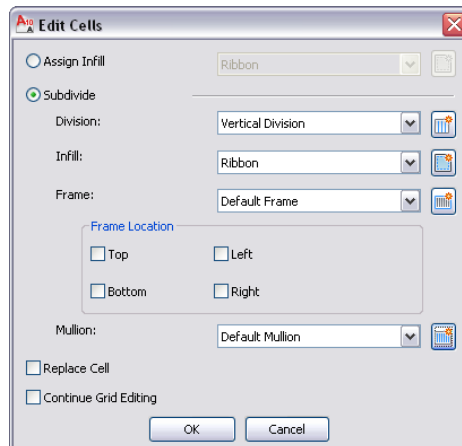 A10 A Edit Cells
Assign Infill Ribbon
Subdivide
Division: Vertical Division
Infill: Ribbon
Frame: Default Frame
Frame Location
Top Left
Bottom Right
Mullion: Default Mullion
Replace Cell
Continue Grid Editing
OK Cancel